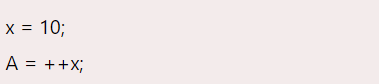 x = 10;
A = ++x;